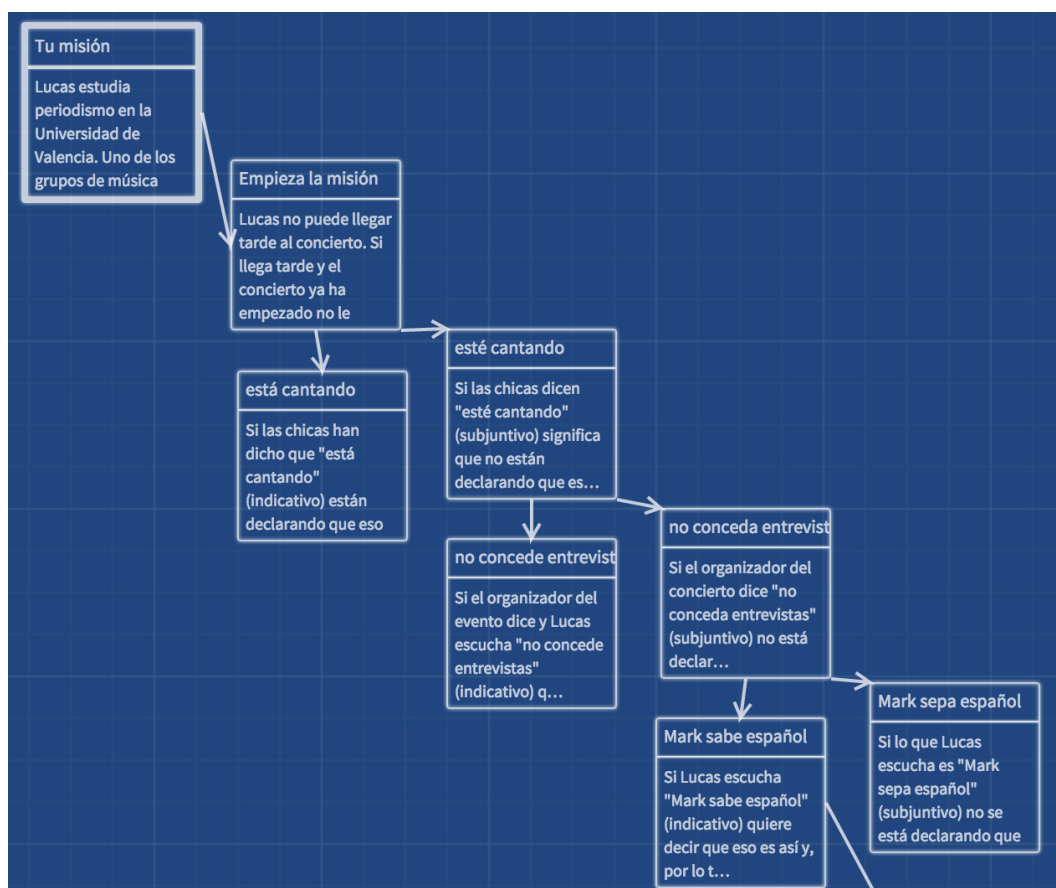 Tu misión
Lucas estudia
periodismo en la
Universidad de
Valencia. Uno de los
grupos de música
Empieza la misión
Lucas no puede llegar
tarde al concierto. Si
llega tarde y el
concierto ya ha
empezado no le
está cantando
Si las chicas han
dicho que "está
cantando"
(indicativo) están
declarando que eso
esté cantando
Si las chicas dicen
"esté cantando"
(subjuntivo) significa
que no están
declarando que es...
no concede entrevist
Si el organizador del
evento dice y Lucas
escucha "no concede
entrevistas"
(indicativo) q...
no conceda entrevist
Si el organizador del
concierto dice "no
conceda entrevistas"
(subjuntivo) no está
declar...
Mark sabe español
Si Lucas escucha
"Mark sabe español"
(indicativo) quiere
decir que eso es así y,
por lo t...
Mark sepa español
Si lo que Lucas
escucha es "Mark
sepa español"
(subjuntivo) no se
está declarando que